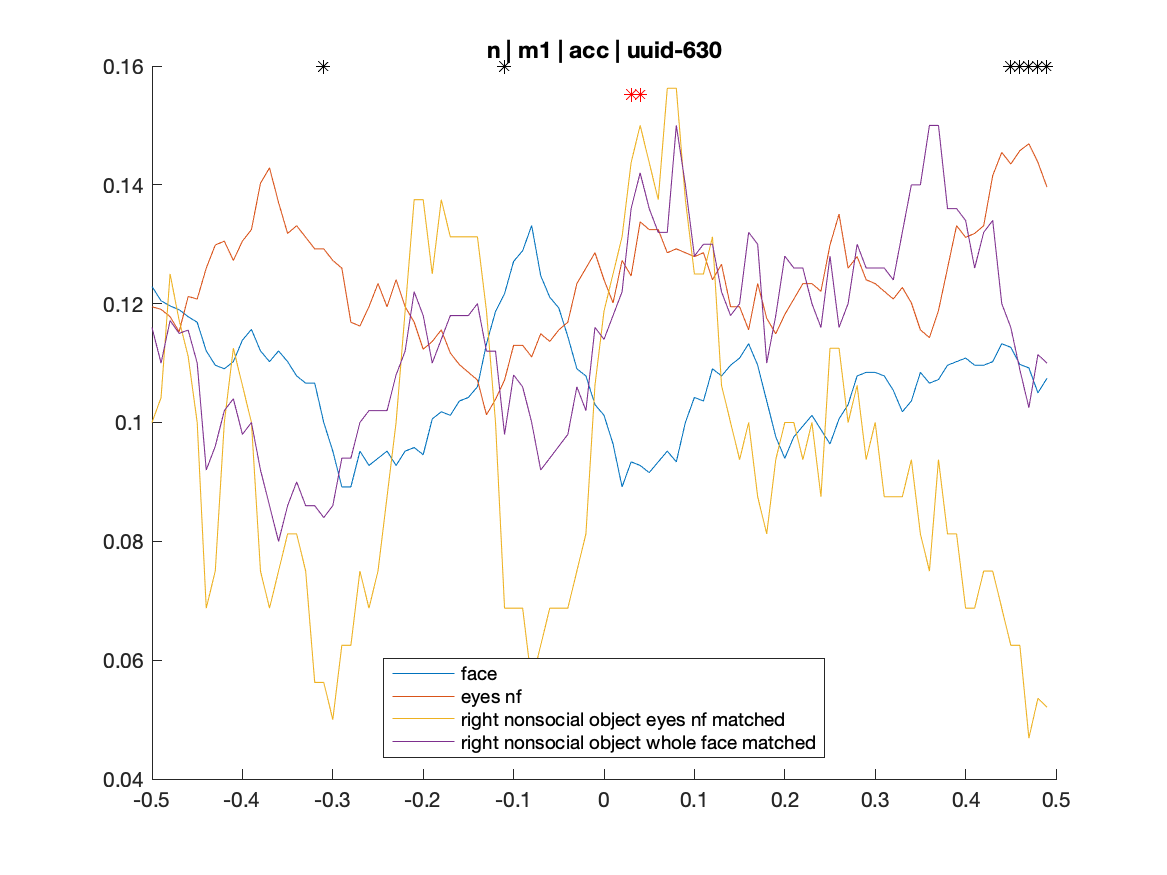 n | m1 | acc | uuid-630
0.16
0.14
0.12
0.1
0.08
0.06
0.04
face
eyes nf
right nonsocial object eyes nf matched
right nonsocial object whole face matched
-0.5 -0.4 -0.3 -0.2 -0.1 0 0.1 0.2 0.3 0.4 0.5